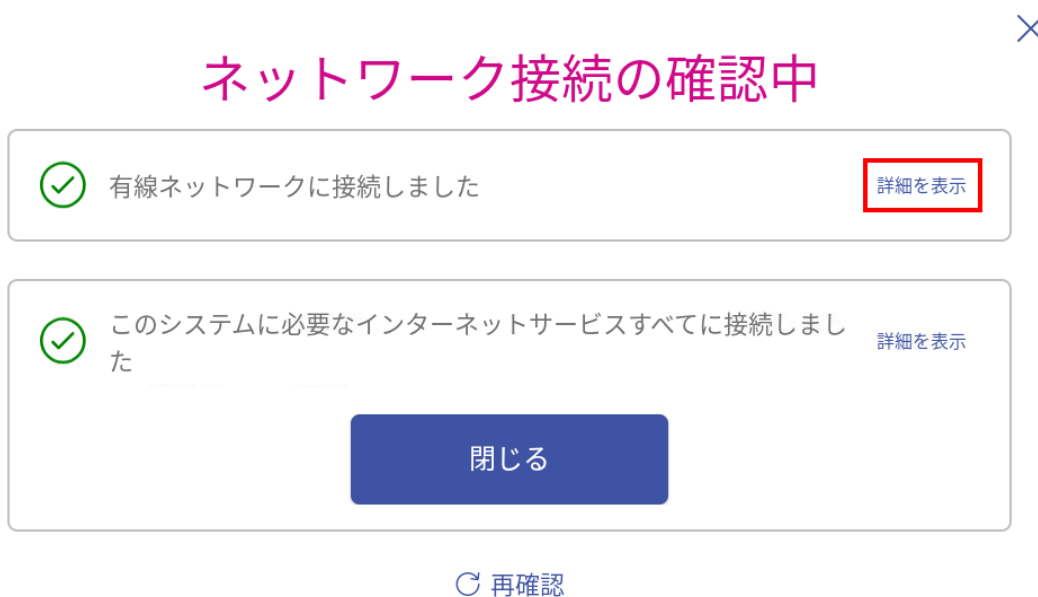 ネットワーク接続の確認中
有線ネットワークに接続しました
詳細を表示
このシステムに必要なインターネットサービスすべてに接続しまし
た
詳細を表示
閉じる
再確認